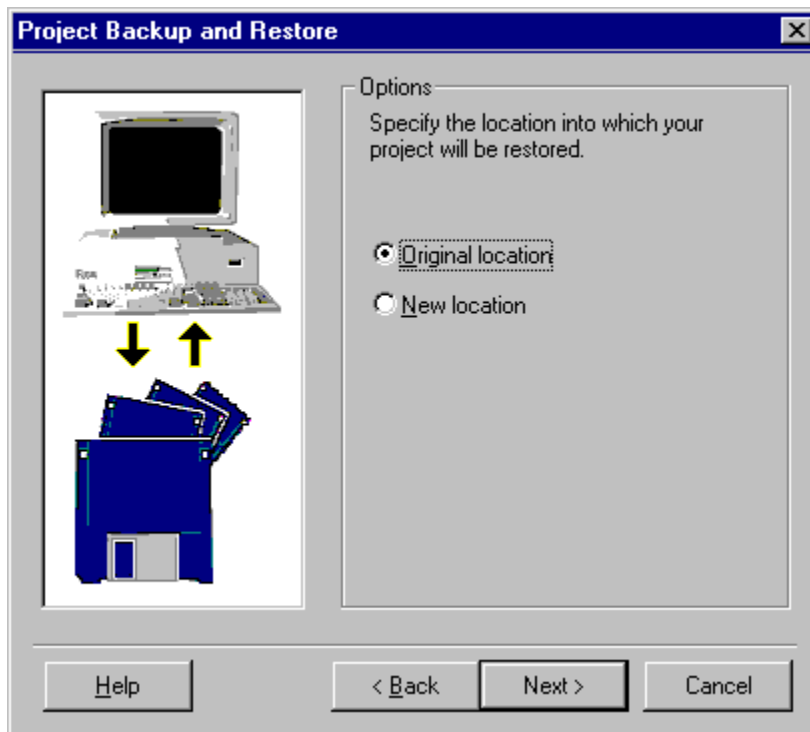 Project Backup and Restore
Options
Specify the location into which your
project will be restored.
Original location
New location
Help
< Back
Next >
Cancel